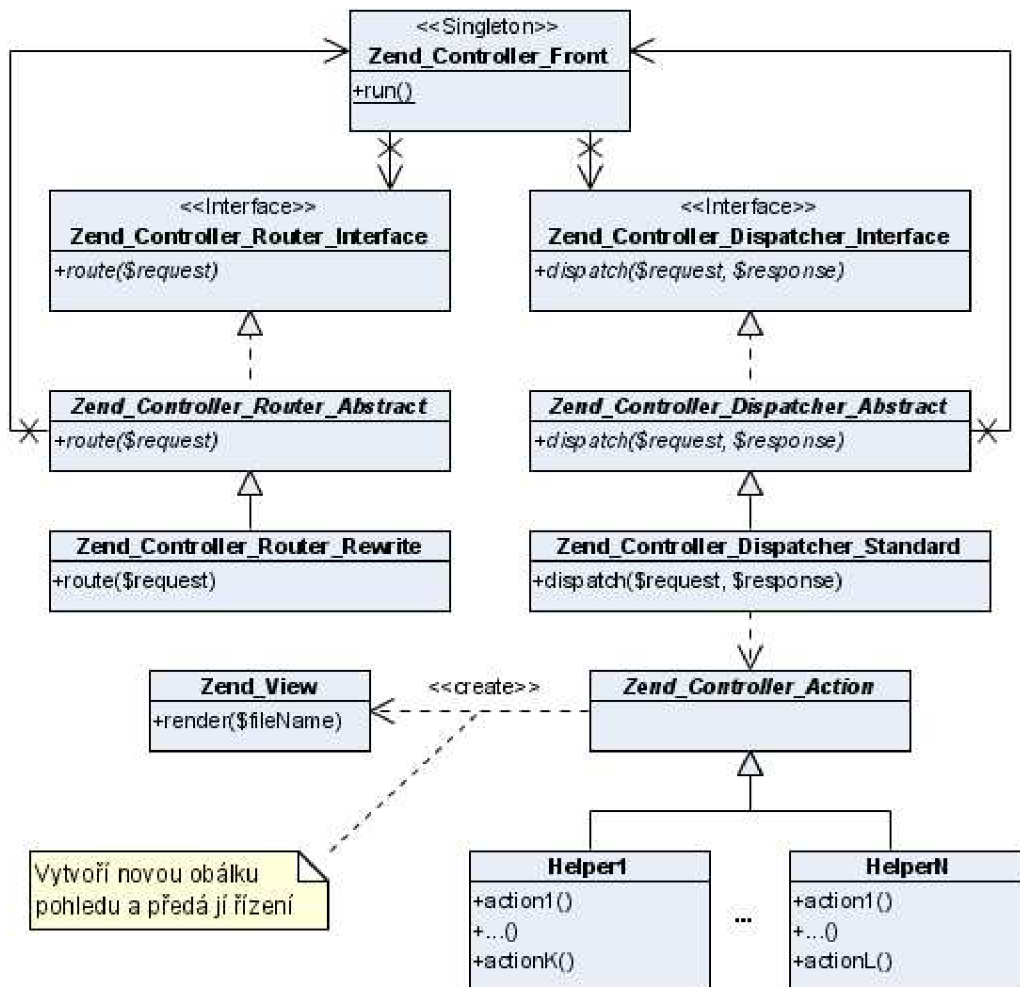 <<Singleton>>
Zend_Controller_Front
+run()
<<Interface>>
Zend_Controller_Router_Interface
+route($request)
<<Interface>>
Zend_Controller_Dispatcher_Interface
+dispatch($request, $response)
Zend_Controller_Router_Abstract
+route($request)
Zend_Controller_Dispatcher_Abstract
+dispatch($request, $response)
Zend_Controller_Router_Rewrite
+route($request)
Zend_Controller_Dispatcher_Standard
+dispatch($request, $response)
Zend_View
+render($fileName)
<<create>>
Zend_Controller_Action
Vytvoří novou obálku
pohledu a předá jí řízení
Helper1
+action1()
+...()
+actionK()
...
HelperN
+action1()
+...()
+actionL()